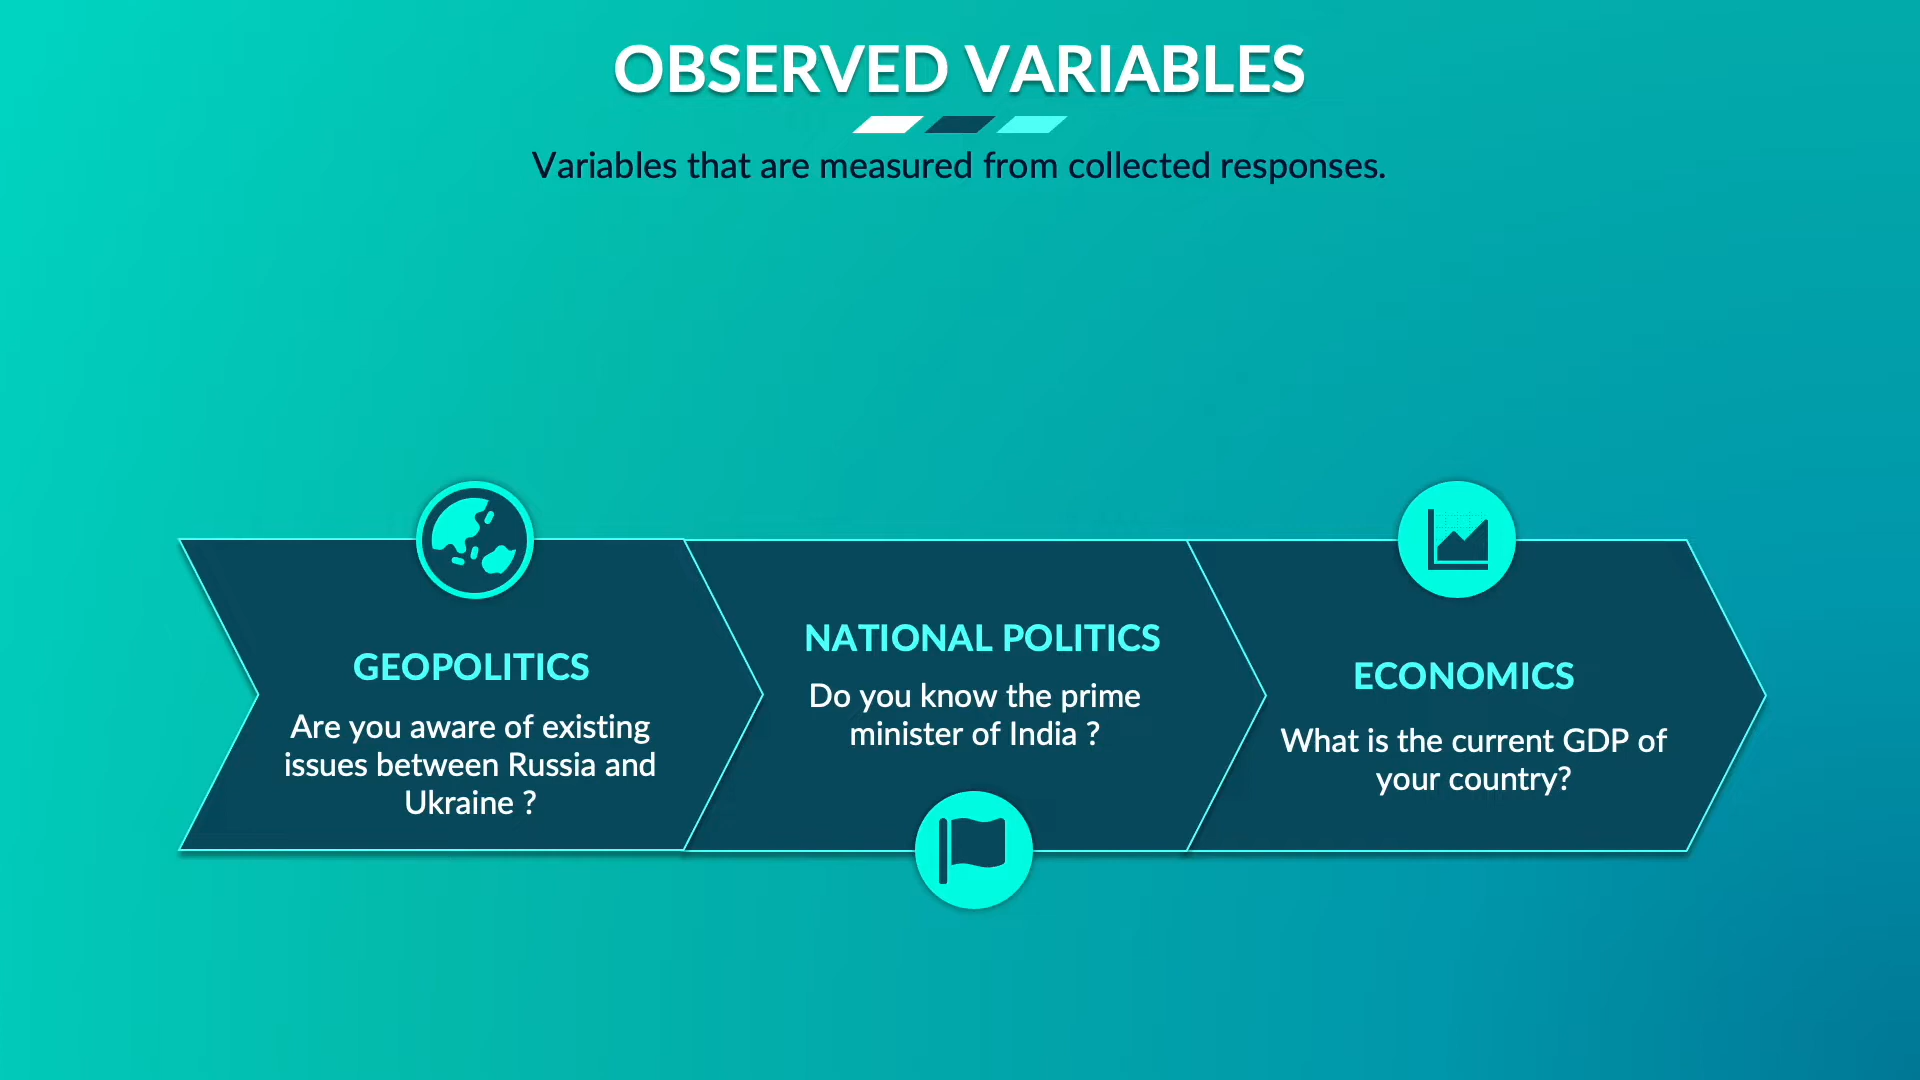 OBSERVED VARIABLES
Variables that are measured from collected responses.
GEOPOLITICS
Are you aware of existing
issues between Russia and
Ukraine ?
NATIONAL POLITICS
Do you know the prime
minister of India ?
ECONOMICS
What is the current GDP of
your country?